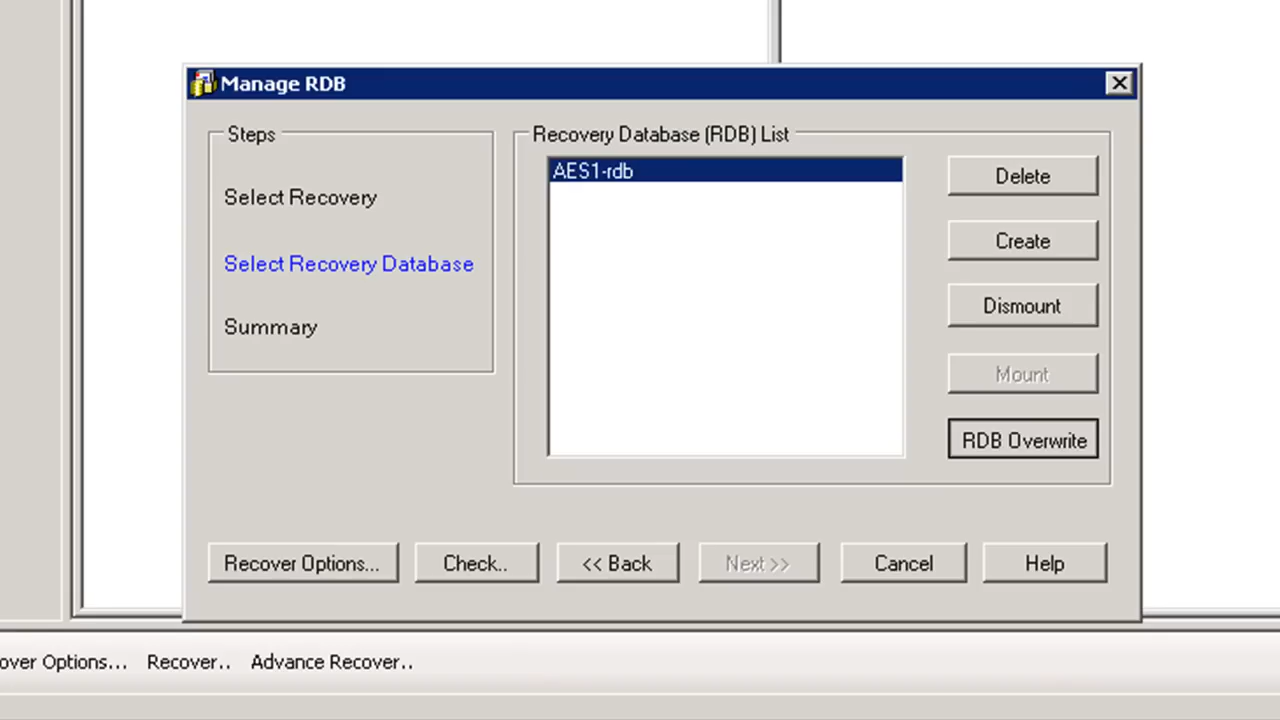 Manage RDB
Steps
Select Recovery
Select Recovery Database
Summary
Recovery Database (RDB) List
AES1-rdb
Delete
Create
Dismount
Mount
RDB Overwrite
Recover Options...
Check..
<< Back
Next >>
Cancel
Help
over Options...
Recover..
Advance Recover..